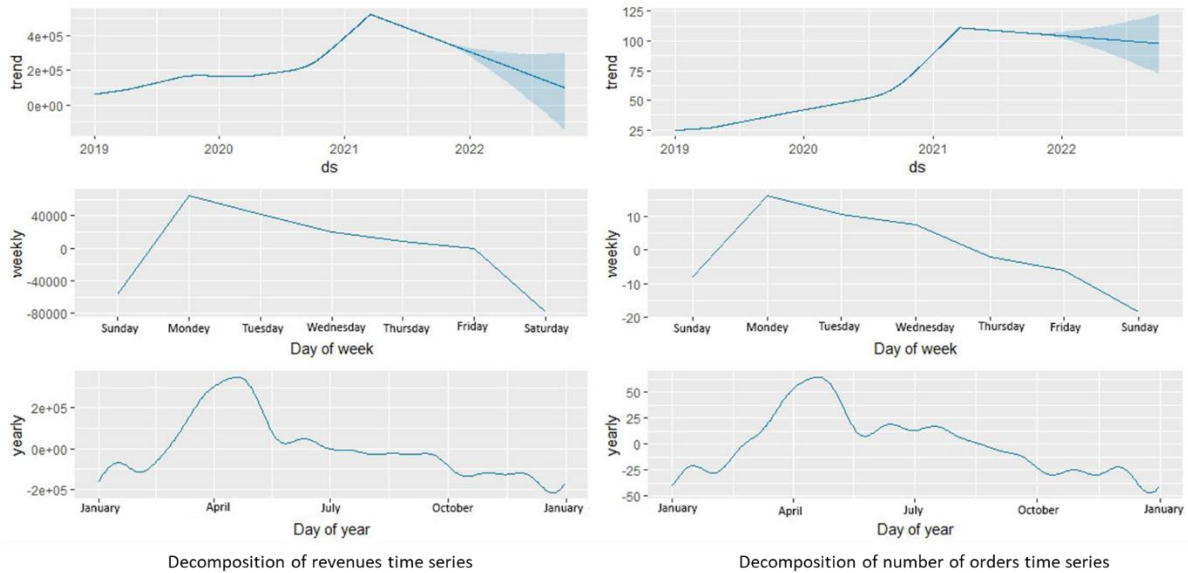 trend
4e+05
2e+05
0e+00
2019 2020 2021 2022
ds
trend
125
100
75
50
25
2019 2020 2021 2022
ds
weekly
40000
0
-40000
-80000
Sunday Mondey Tuesday Wednesday Thursday Friday Saturday
Day of week
weekly
10
0
-10
-20
Sunday Mondey Tuesday Wednesday Thursday Friday Sunday
Day of week
yearly
2e+05
0e+00
-2e+05
January April July October January
Day of year
yearly
50
25
0
-25
-50
January April July October January
Day of year
Decomposition of revenues time series
Decomposition of number of orders time series